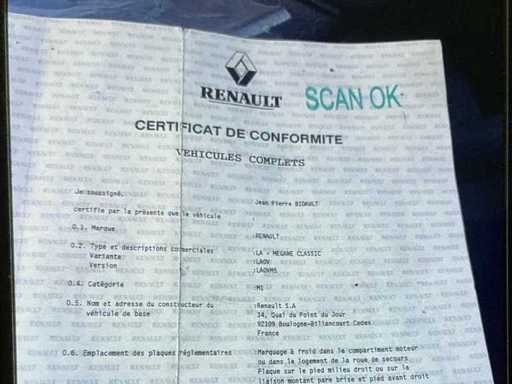 RENAULT
SCAN OK
CERTIFICAT DE CONFORMITE
VEHICULES COMPLETS
Je soussigné, Jean Pierre BIDAULT
certifie par la présente que le véhicule
0.1. Marque :RENAULT
0.2. Type et descriptions commerciales :LA - MEGANE CLASSIC
Variante :LAOV
Version :LAOVM5
0.4. Catégorie :M1
0.5. Nom et adresse du constructeur du :Renault S.A
véhicule de base 34, Quai du Point du Jour
92109 Boulogne-Billancourt Cedex
France
0.6. Emplacement des plaques réglementaires :Marquage à froid dans le compartiment moteur
ou dans le logement de la roue de secours.
Plaque sur le pied milieu droit ou sur la
liaison montant pare brise et pied avant droit